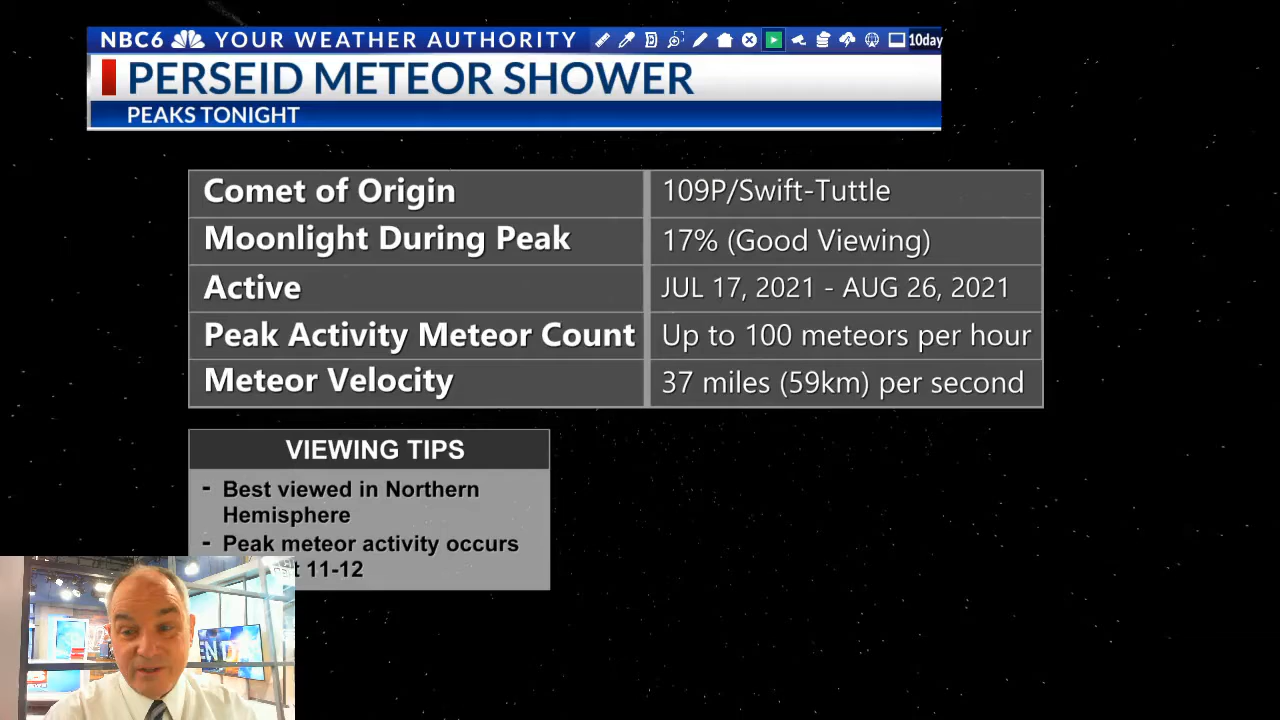 NBC6 YOUR WEATHER AUTHORITY 10day
PERSEID METEOR SHOWER
PEAKS TONIGHT
Comet of Origin 109P/Swift-Tuttle
Moonlight During Peak 17% (Good Viewing)
Active JUL 17, 2021 - AUG 26, 2021
Peak Activity Meteor Count Up to 100 meteors per hour
Meteor Velocity 37 miles (59km) per second
VIEWING TIPS
- Best viewed in Northern
Hemisphere
- Peak meteor activity occurs
t 11-12
END